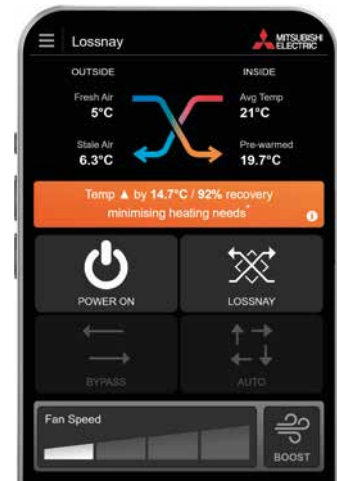 Lossnay
MITSUBISHI
ELECTRIC
OUTSIDE
INSIDE
Fresh Air
5°C
Avg Temp
21°C
Stale Air
6.3°C
Pre-warmed
19.7°C
Temp ▲ by 14.7°C / 92% recovery
minimising heating needs*
POWER ON
LOSSNAY
BYPASS
AUTO
Fan Speed
BOOST